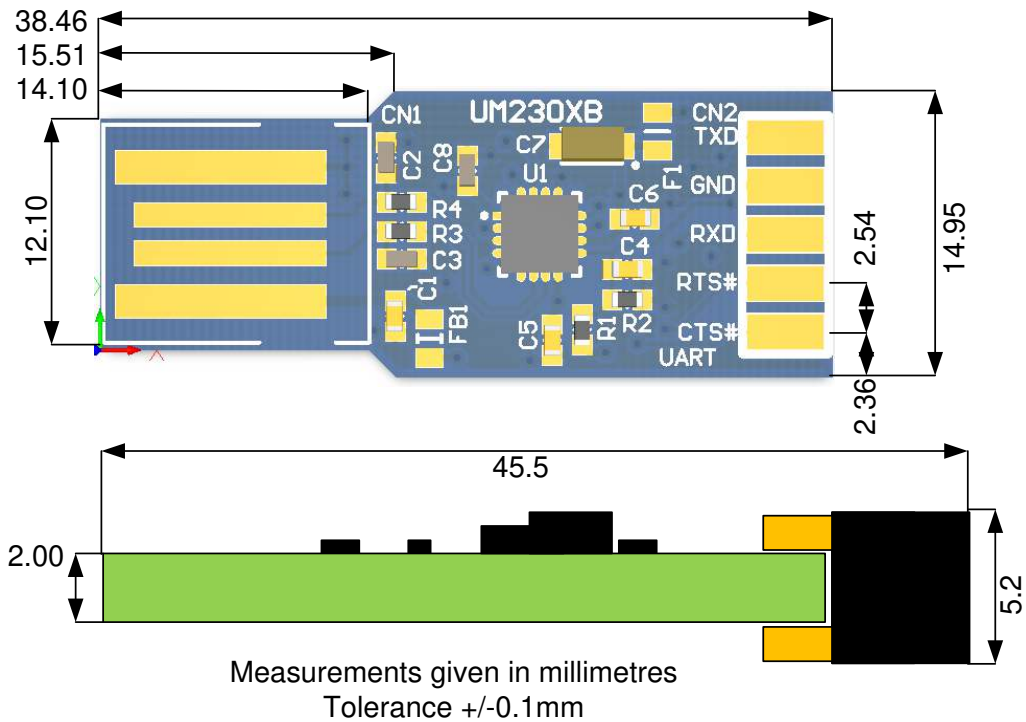 38.46
15.51
14.10
12.10
CN1
UM230XB
CN2
TXD
C2
C8
C7
U1
F1
GND
R4
C6
RXD
R3
C3
C4
RTS#
C1
R2
FB1
C5
R1
CTS#
UART
2.54
14.95
2.36
X
45.5
2.00
5.2
Measurements given in millimetres
Tolerance +/-0.1mm